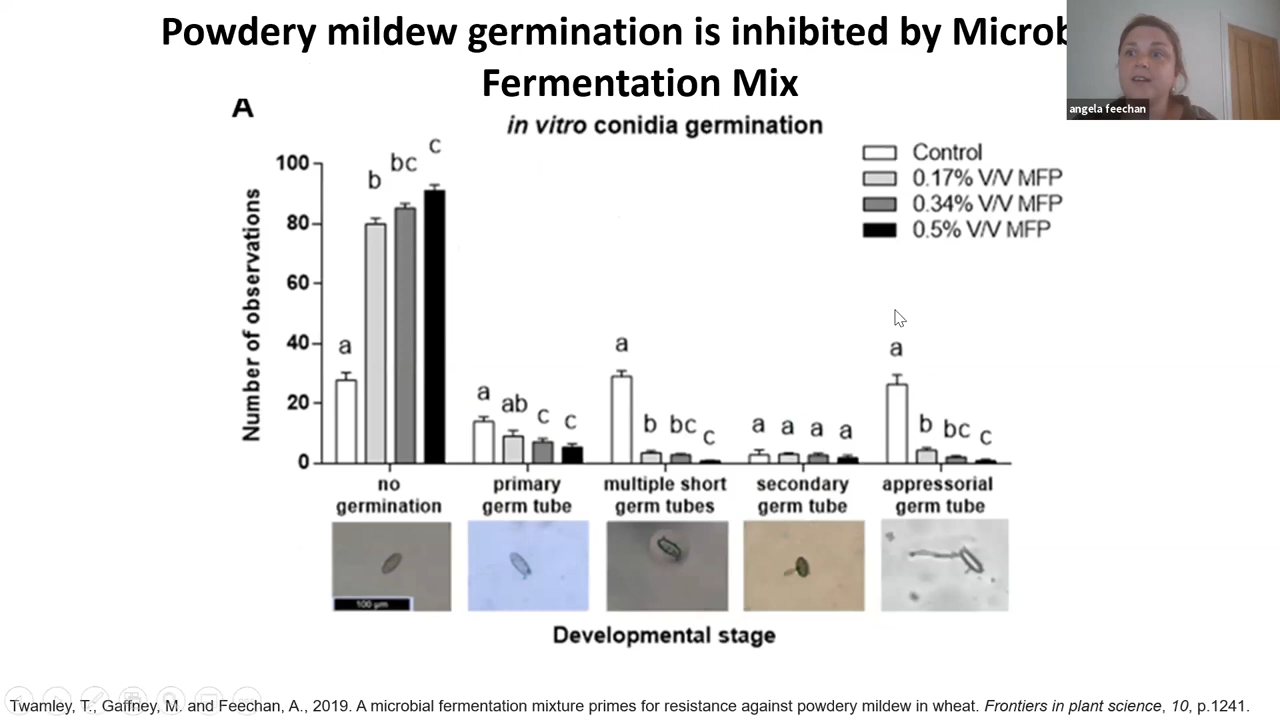 Powdery mildew germination is inhibited by
Fermentation Mix
angela feechan
A
in vitro conidia germination
Control
0.17% V/V MFP
0.34% V/V MFP
0.5% V/V MFP
Number of observations
100
80
60
40
20
0
a b bc c
a ab c c
a b bc c
a a a a
a b bc c
no germination
primary germ tube
multiple short germ tubes
secondary germ tube
appressorial germ tube
100 µm
Developmental stage
Twamley, T., Gaffney, M. and Feechan, A., 2019. A microbial fermentation mixture primes for resistance against powdery mildew in wheat. Frontiers in plant science, 10, p.1241.